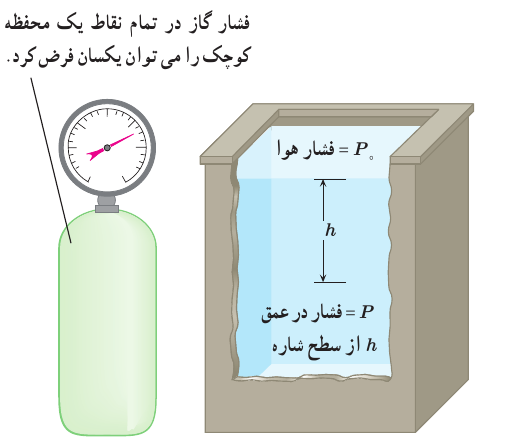 فشار گاز در تمام نقاط یک محفظه
کوچک را می توان یکسان فرض کرد.
P₀ = فشار هوا
h
P = فشار در عمق
h از سطح شاره